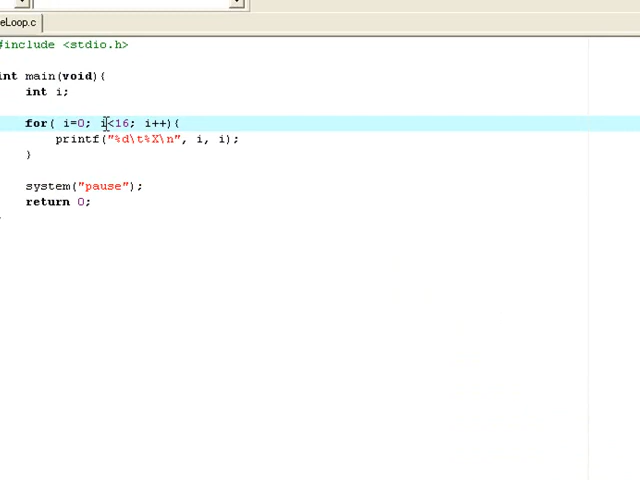 eLoop.c
#include <stdio.h>
int main(void){
int i;
for( i=0; i<16; i++){
printf("%d\t%X\n", i, i);
}
system("pause");
return 0;